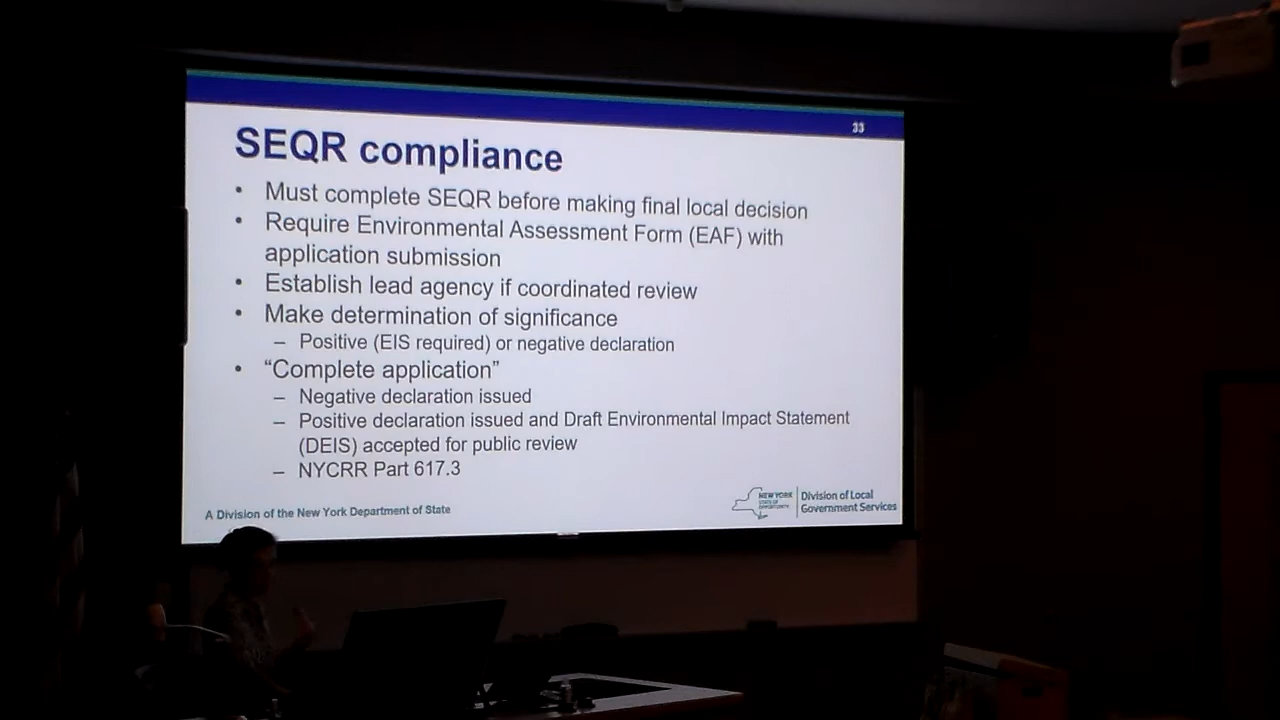 33
SEQR compliance
• Must complete SEQR before making final local decision
• Require Environmental Assessment Form (EAF) with
application submission
• Establish lead agency if coordinated review
• Make determination of significance
– Positive (EIS required) or negative declaration
• “Complete application”
– Negative declaration issued
– Positive declaration issued and Draft Environmental Impact Statement
(DEIS) accepted for public review
– NYCRR Part 617.3
A Division of the New York Department of State
NEW YORK
STATE OF
OPPORTUNITY
Division of Local
Government Services